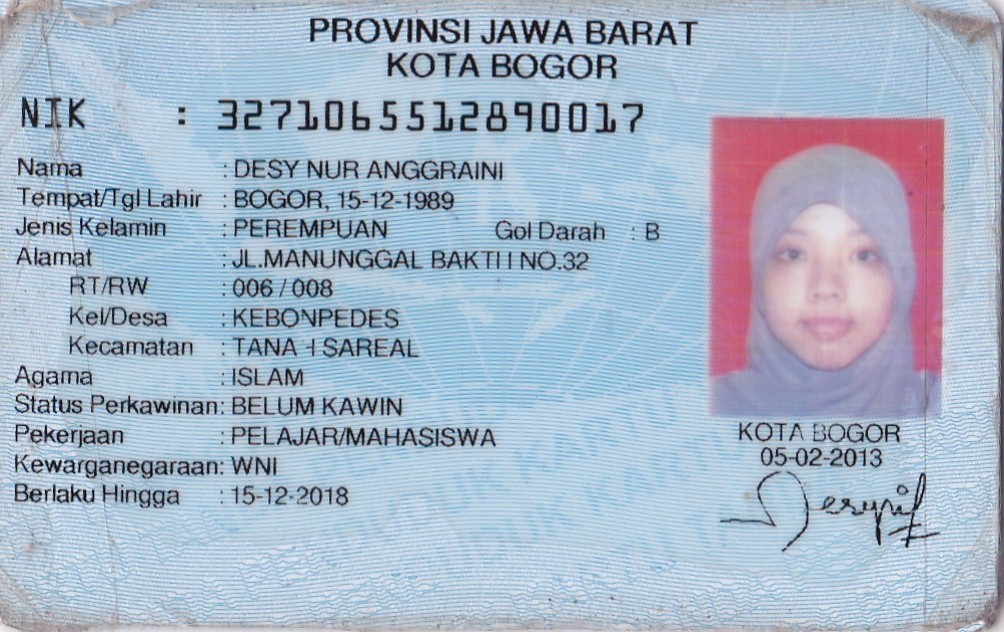 PROVINSI JAWA BARAT
KOTA BOGOR
NIK : 3271065512890017
Nama : DESY NUR ANGGRAINI
Tempat/Tgl Lahir : BOGOR, 15-12-1989
Jenis Kelamin : PEREMPUAN Gol Darah : B
Alamat : JL.MANUNGGAL BAKTI I NO.32
RT/RW : 006 / 008
Kel/Desa : KEBONPEDES
Kecamatan : TANAH SAREAL
Agama : ISLAM
Status Perkawinan: BELUM KAWIN
Pekerjaan : PELAJAR/MAHASISWA
Kewarganegaraan: WNI
Berlaku Hingga : 15-12-2018
KOTA BOGOR
05-02-2013